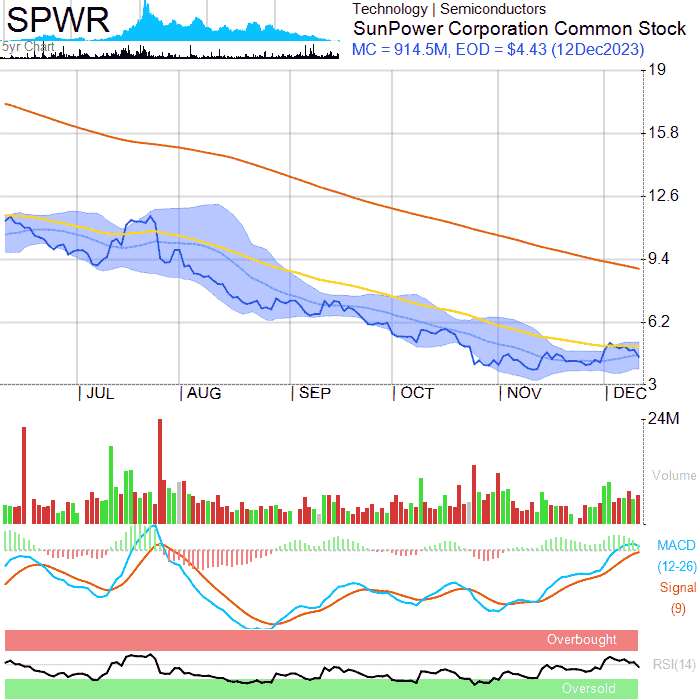 SPWR
5yr Chart
Technology | Semiconductors
SunPower Corporation Common Stock
MC = 914.5M, EOD = $4.43 (12Dec2023)
19
15.8
12.6
9.4
6.2
3
JUL
AUG
SEP
OCT
NOV
DEC
24M
Volume
MACD
(12-26)
Signal
(9)
Overbought
RSI(14)
Oversold